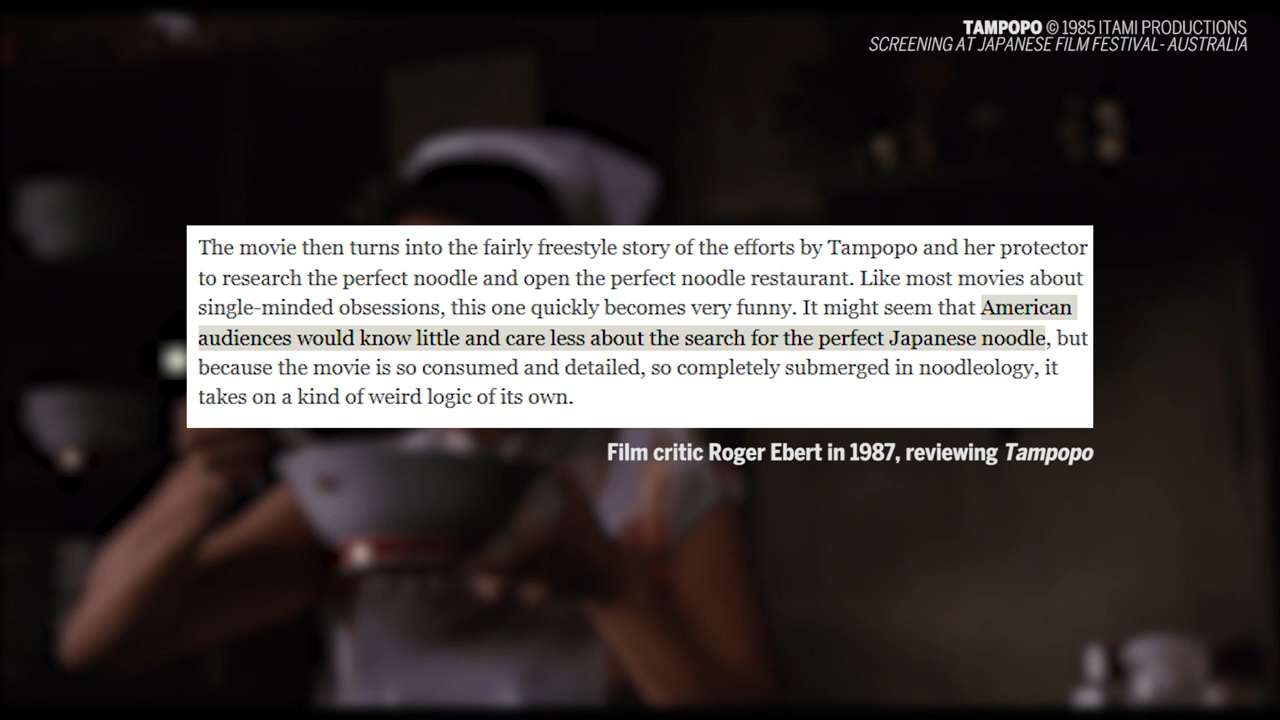 TAMPOPO © 1985 ITAMI PRODUCTIONS
SCREENING AT JAPANESE FILM FESTIVAL- AUSTRALIA
The movie then turns into the fairly freestyle story of the efforts by Tampopo and her protector
to research the perfect noodle and open the perfect noodle restaurant. Like most movies about
single-minded obsessions, this one quickly becomes very funny. It might seem that American
audiences would know little and care less about the search for the perfect Japanese noodle, but
because the movie is so consumed and detailed, so completely submerged in noodleology, it
takes on a kind of weird logic of its own.
Film critic Roger Ebert in 1987, reviewing Tampopo